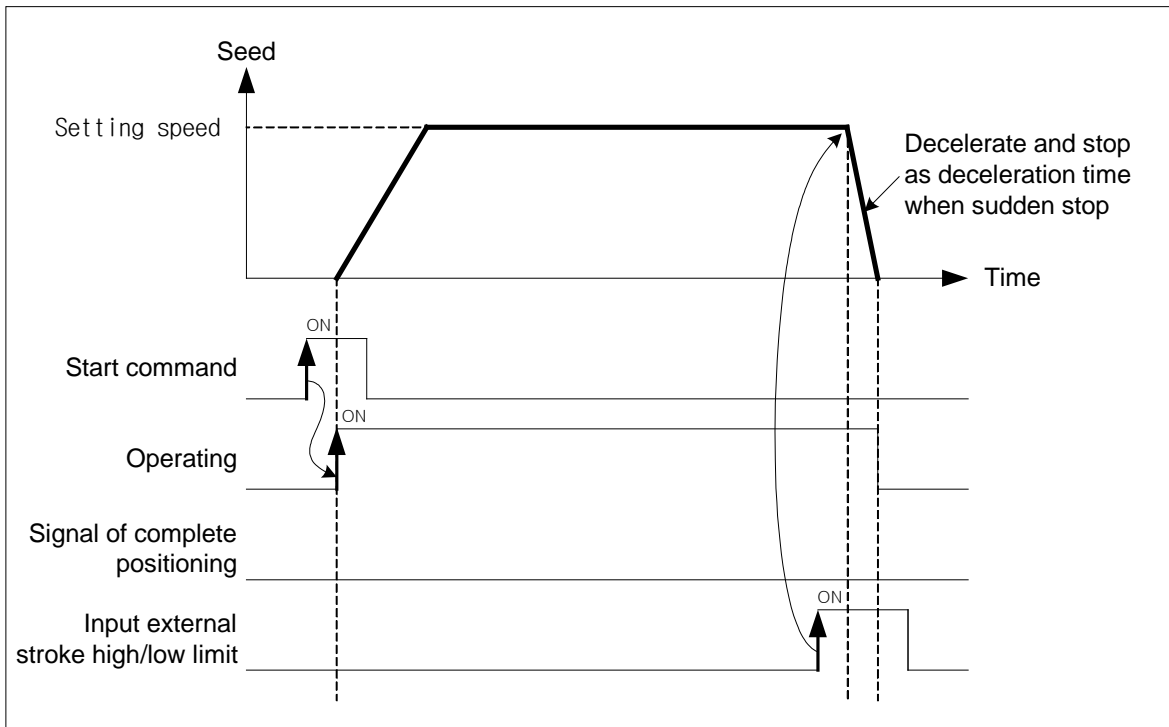 Seed
Setting speed
Decelerate and stop
as deceleration time
when sudden stop
Time
ON
Start command
ON
Operating
Signal of complete
positioning
ON
Input external
stroke high/low limit